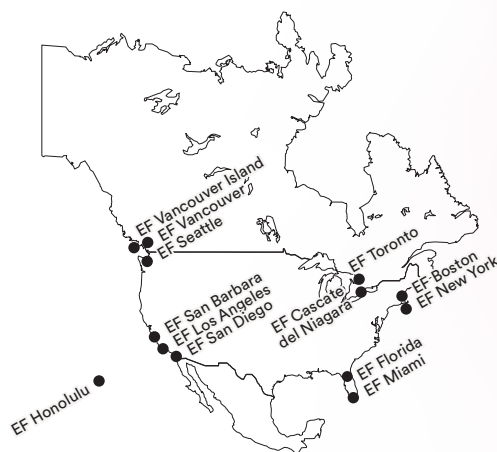 EF Vancouver Island
EF Vancouver
EF Seattle
EF Toronto
EF Cascate
del Niagara
EF Boston
EF New York
EF San Barbara
EF Los Angeles
EF San Diego
EF Florida
EF Miami
EF Honolulu